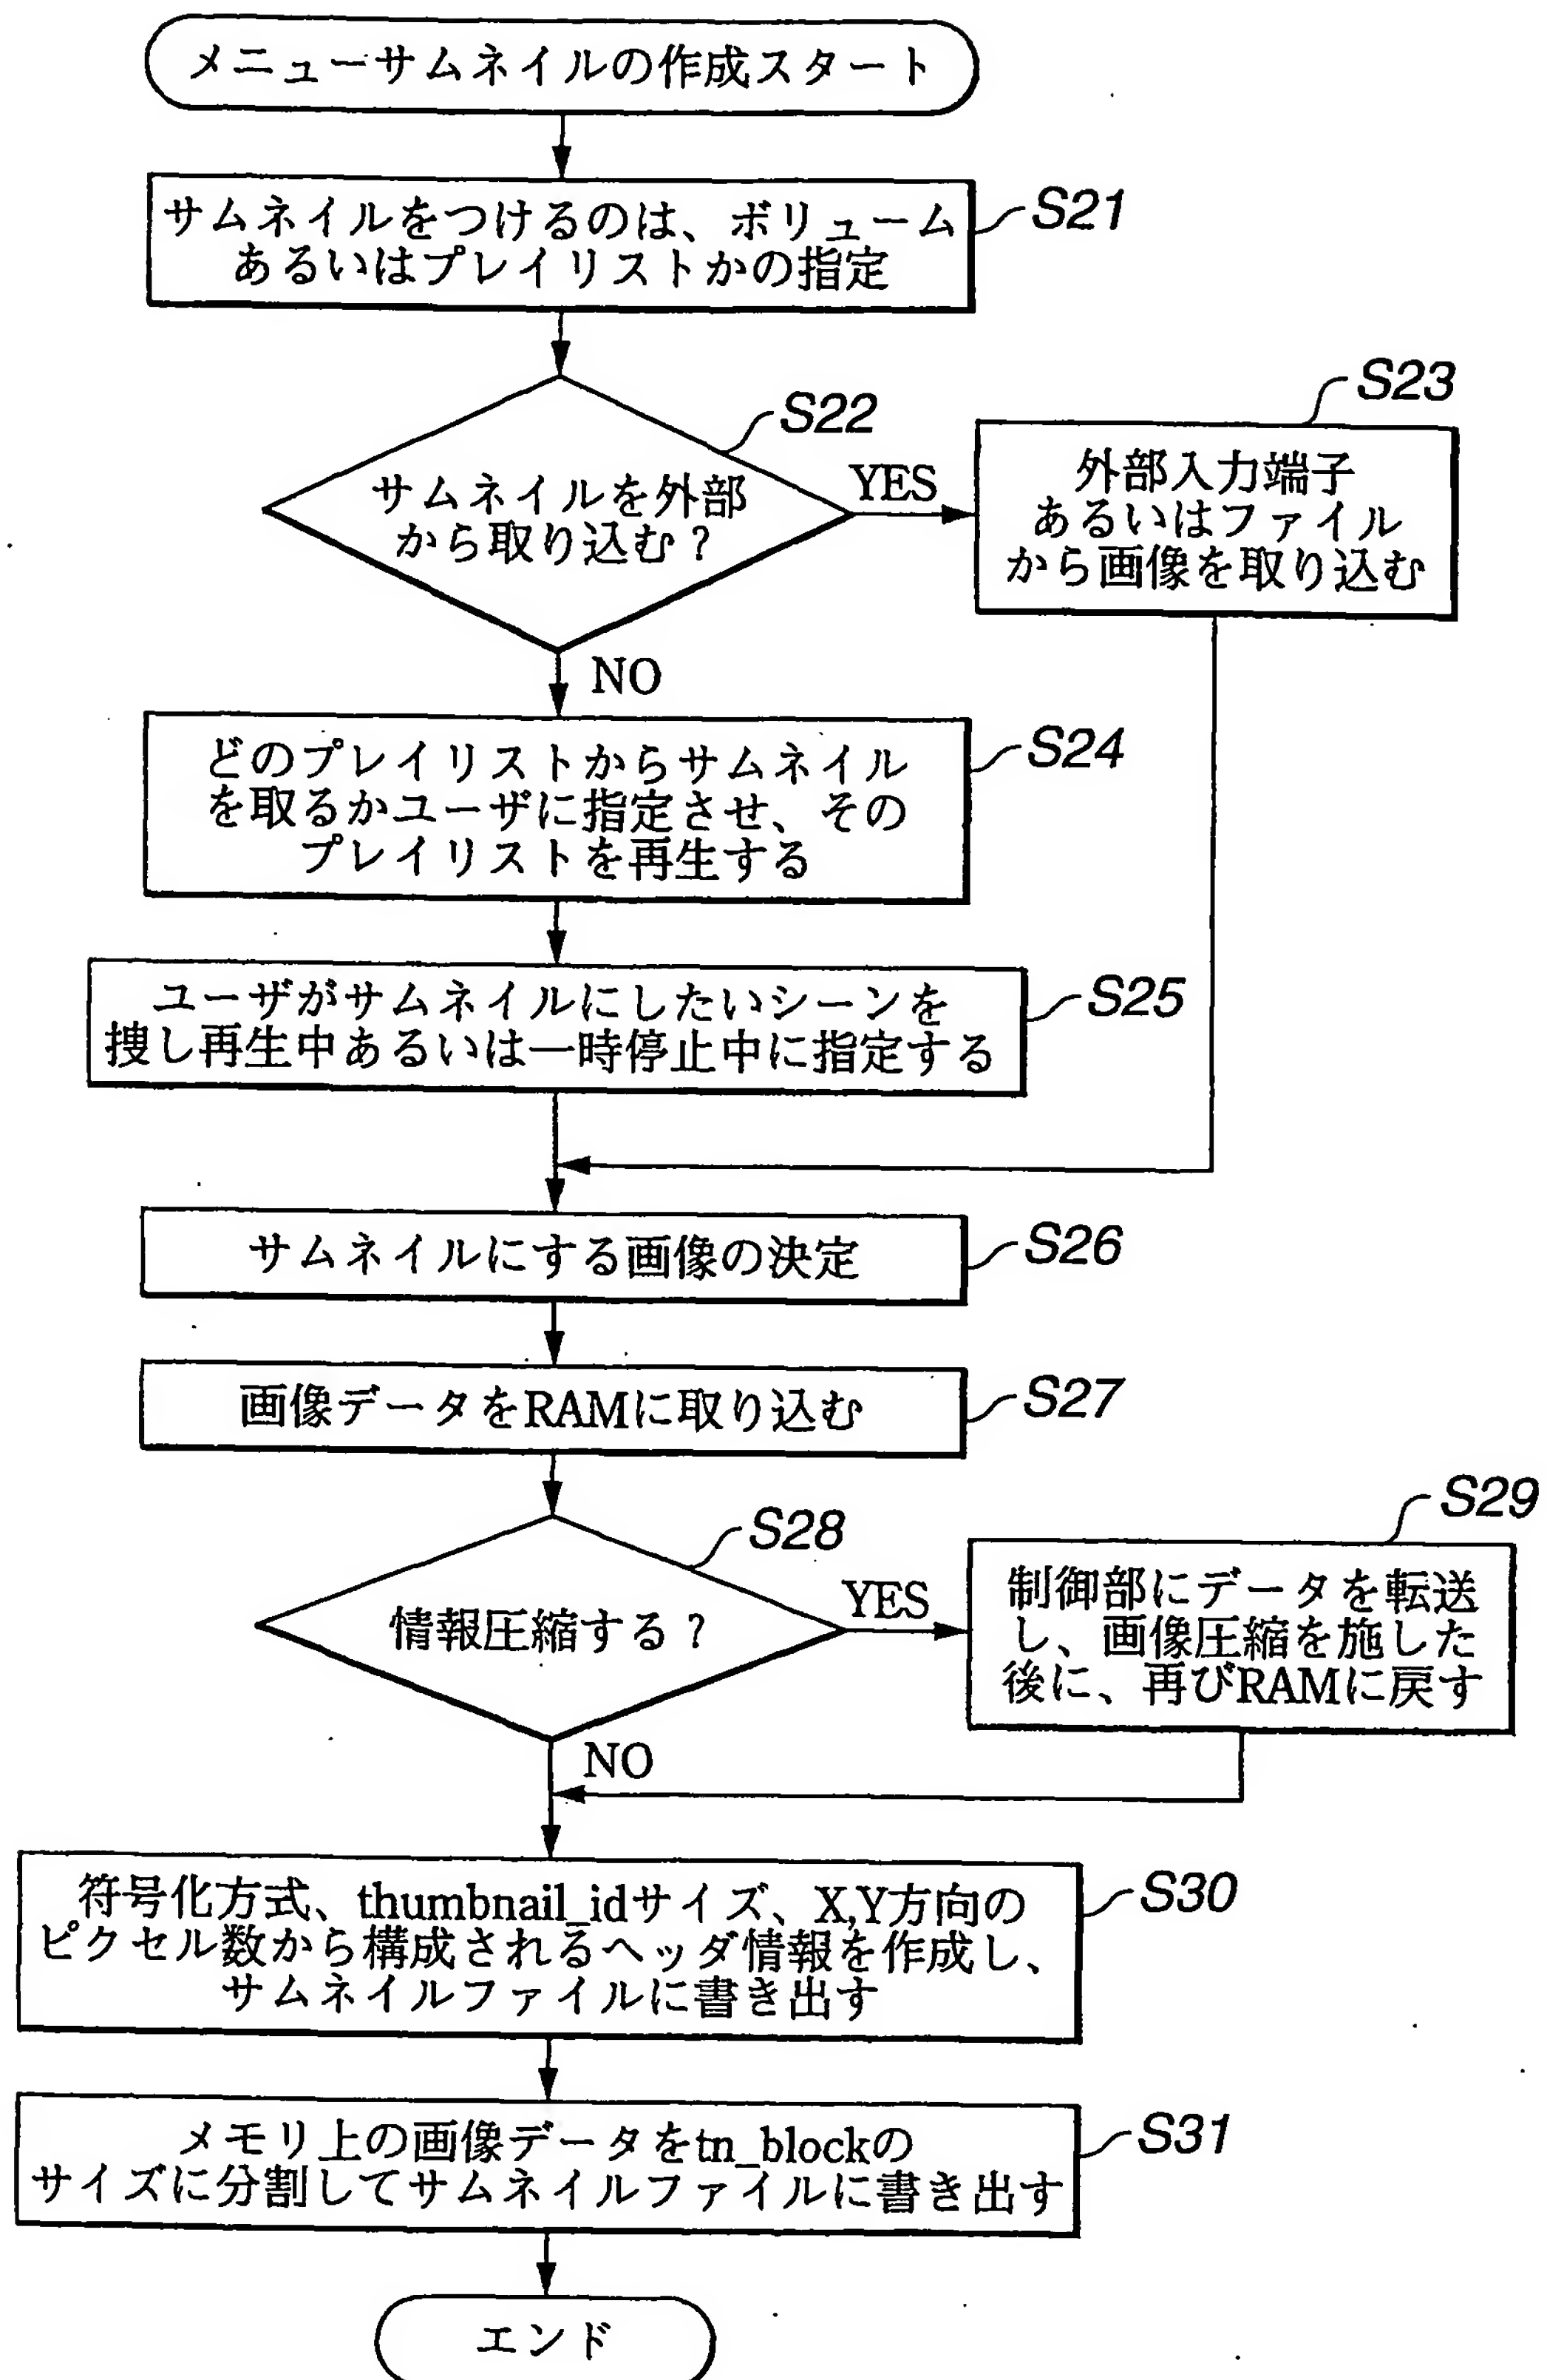 メニューサムネイルの作成スタート
サムネイルをつけるのは、ボリューム
あるいはプレイリストかの指定
S21
S22
サムネイルを外部
から取り込む?
YES
S23
外部入力端子
あるいはファイル
から画像を取り込む
NO
どのプレイリストからサムネイル
を取るかユーザに指定させ、その
プレイリストを再生する
S24
ユーザがサムネイルにしたいシーンを
捜し再生中あるいは一時停止中に指定する
S25
サムネイルにする画像の決定
S26
画像データをRAMに取り込む
S27
S28
情報圧縮する?
YES
S29
制御部にデータを転送
し、画像圧縮を施した
後に、再びRAMに戻す
NO
符号化方式、thumbnail_idサイズ、X,Y方向の
ピクセル数から構成されるヘッダ情報を作成し、
サムネイルファイルに書き出す
S30
メモリ上の画像データをtn_blockの
サイズに分割してサムネイルファイルに書き出す
S31
エンド